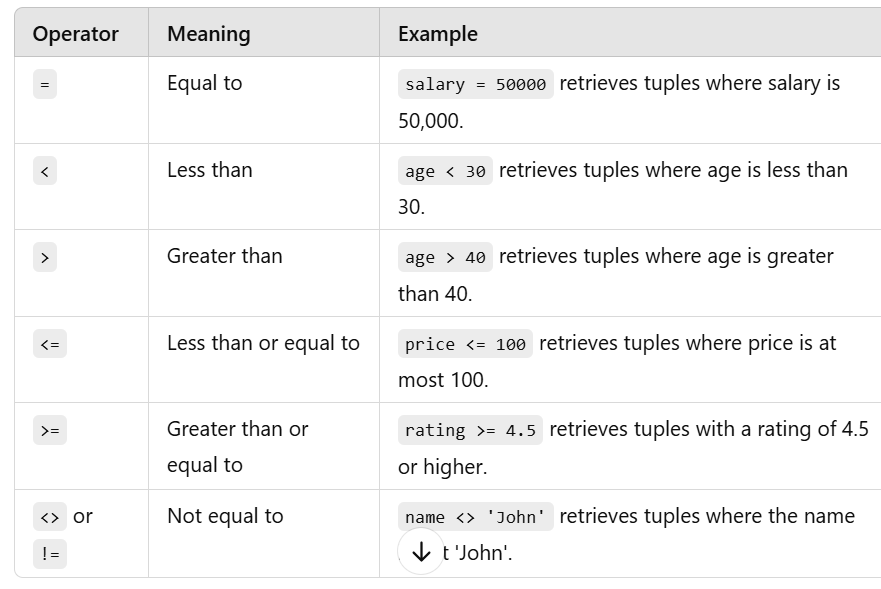 Operator Meaning Example
= Equal to salary = 50000 retrieves tuples where salary is
50,000.
< Less than age < 30 retrieves tuples where age is less than
30.
> Greater than age > 40 retrieves tuples where age is greater
than 40.
<= Less than or equal to price <= 100 retrieves tuples where price is at
most 100.
>= Greater than or rating >= 4.5 retrieves tuples with a rating of 4.5
equal to or higher.
<> or Not equal to name <> 'John' retrieves tuples where the name
!= 'John'.